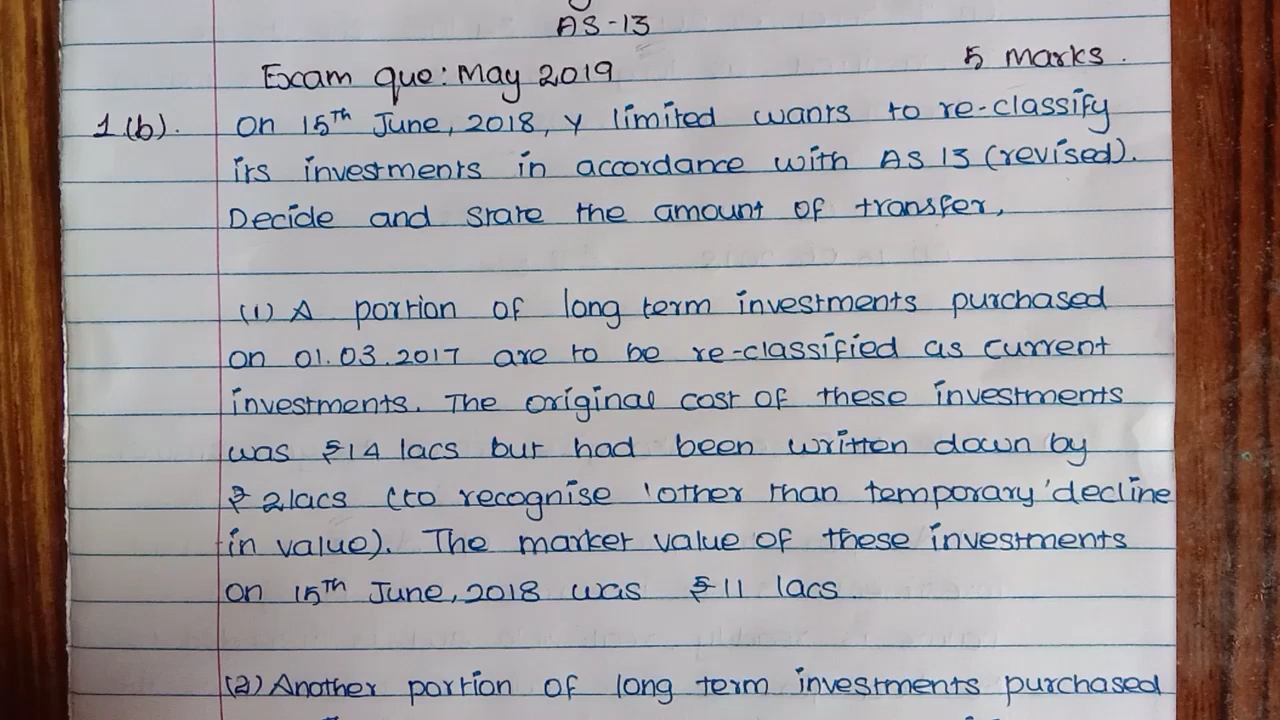 AS-13
5 marks.
Exam que: May 2019
1(b). On 15th June, 2018, Y limited wants to re-classify
its investments in accordance with AS 13 (revised).
Decide and state the amount of transfer,
(1) A portion of long term investments purchased
on 01.03.2017 are to be re-classified as current
investments. The original cost of these investments
was ₹14 lacs but had been written down by
₹2lacs (to recognise 'other than temporary' decline
in value). The market value of these investments
on 15th June, 2018 was ₹11 lacs
(2) Another portion of long term investments purchased